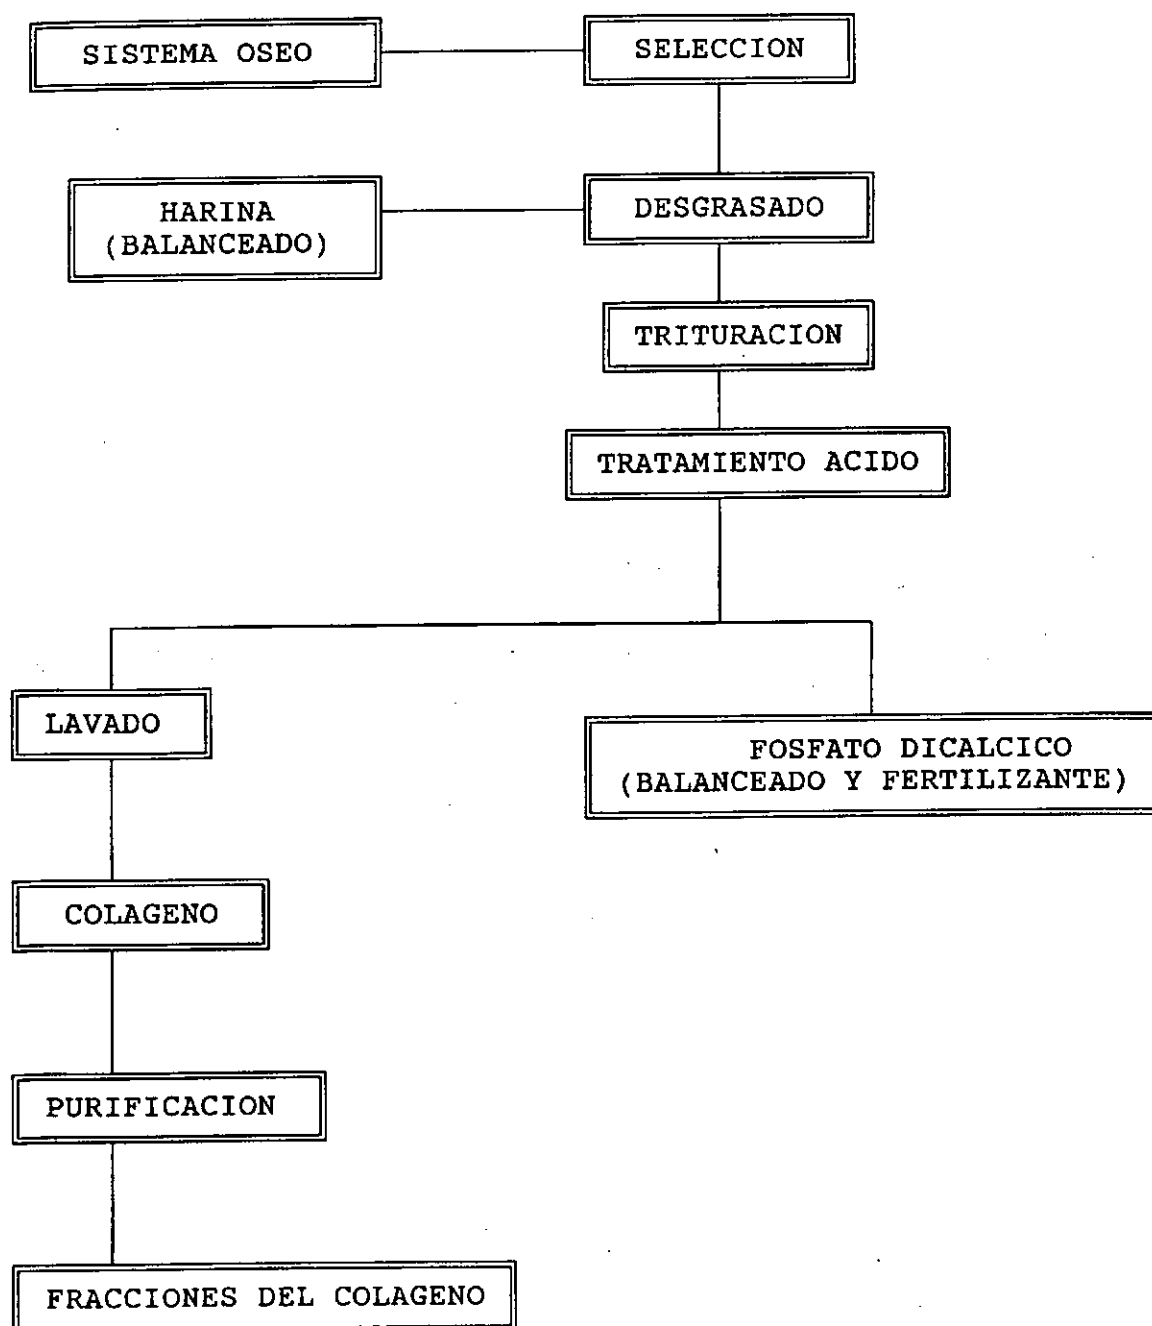 SISTEMA OSEO
SELECCION
HARINA
(BALANCEADO)
DESGRASADO
TRITURACION
TRATAMIENTO ACIDO
LAVADO
FOSFATO DICALCICO
(BALANCEADO Y FERTILIZANTE)
COLAGENO
PURIFICACION
FRACCIONES DEL COLAGENO